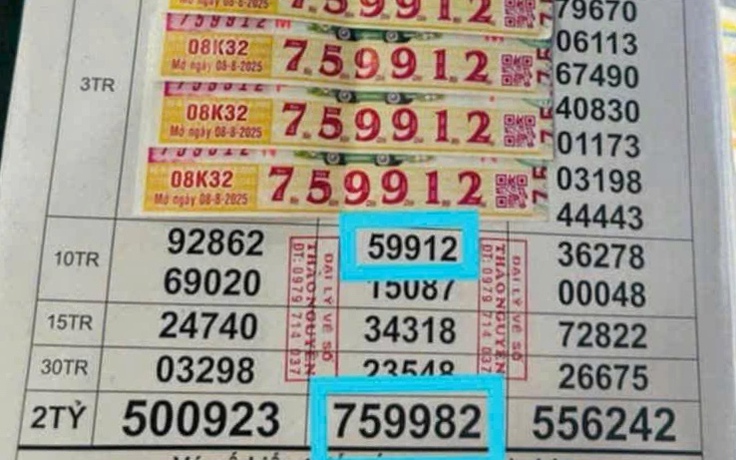 759912
79670
759912
08K32
Mở ngày 08-8-2025
759912
06113
67490
3TR
08K32
Mở ngày 08-8-2025
759912
40830
01173
08K32
Mở ngày 08-8-2025
759912
03198
44443
10TR
92862
59912
36278
69020
15087
00048
15TR
24740
34318
72822
30TR
03298
23548
26675
2TỶ
500923
759982
556242
ĐẠI LÝ VÉ SỐ
THẢO NGUYÊN
ĐT: 0979 714 037
ĐẠI LÝ VÉ SỐ
THẢO NGUYÊN
ĐT: 0979 714 037